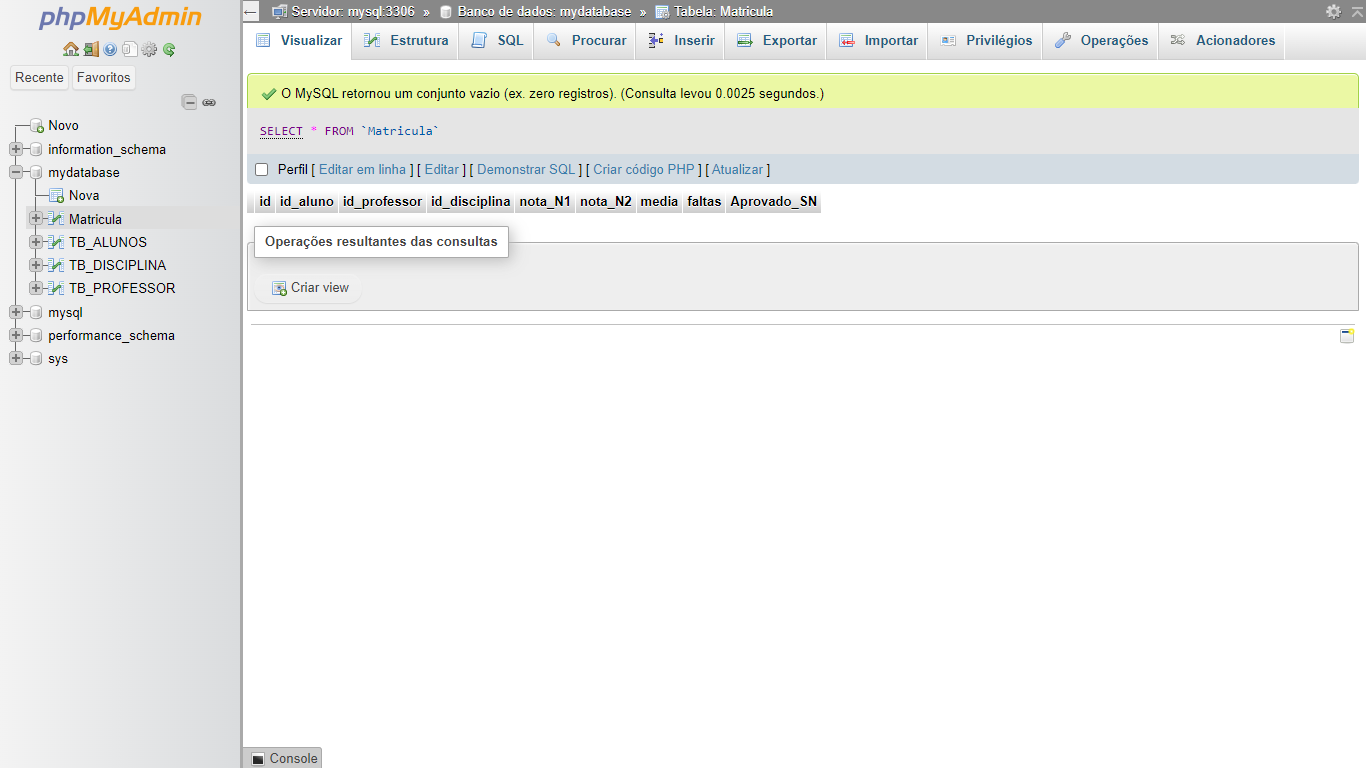 phpMyAdmin
Recente Favoritos
Novo
information_schema
mydatabase
Nova
Matricula
TB_ALUNOS
TB_DISCIPLINA
TB_PROFESSOR
mysql
performance_schema
sys
Servidor: mysql:3306 » Banco de dados: mydatabase » Tabela: Matricula
Visualizar Estrutura SQL Procurar Inserir Exportar Importar Privilégios Operações Acionadores
O MySQL retornou um conjunto vazio (ex. zero registros). (Consulta levou 0.0025 segundos.)
SELECT * FROM `Matricula`
Perfil [ Editar em linha ] [ Editar ] [ Demonstrar SQL ] [ Criar código PHP ] [ Atualizar ]
id id_aluno id_professor id_disciplina nota_N1 nota_N2 media faltas Aprovado_SN
Operações resultantes das consultas
Criar view
Console